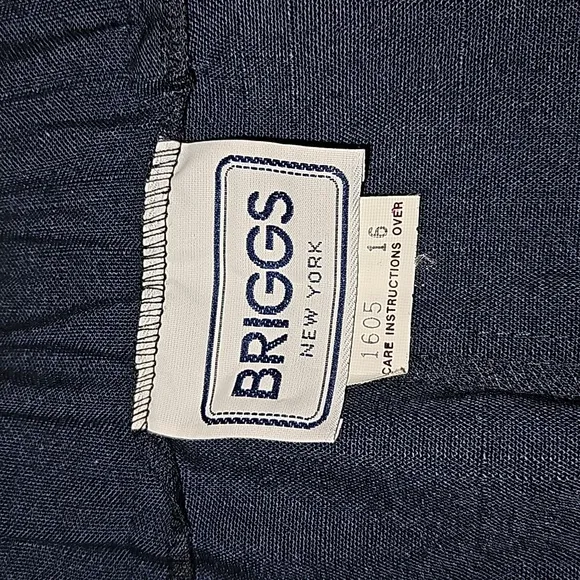 BRIGGS
NEW YORK
1605 16
CARE INSTRUCTIONS OVER